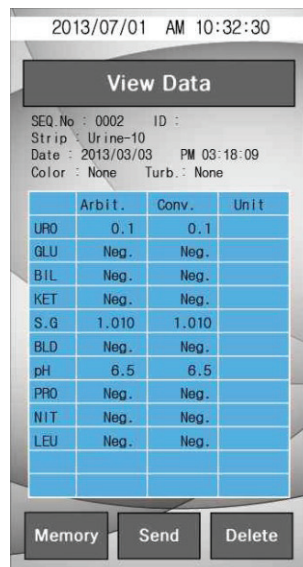 2013/07/01 AM 10:32:30
View Data
SEQ.No : 0002 ID :
Strip : Urine-10
Date : 2013/03/03 PM 03:18:09
Color : None Turb.: None
Arbit. Conv. Unit
URO 0.1 0.1
GLU Neg. Neg.
BIL Neg. Neg.
KET Neg. Neg.
S.G 1.010 1.010
BLD Neg. Neg.
pH 6.5 6.5
PRO Neg. Neg.
NIT Neg. Neg.
LEU Neg. Neg.
Memory Send Delete